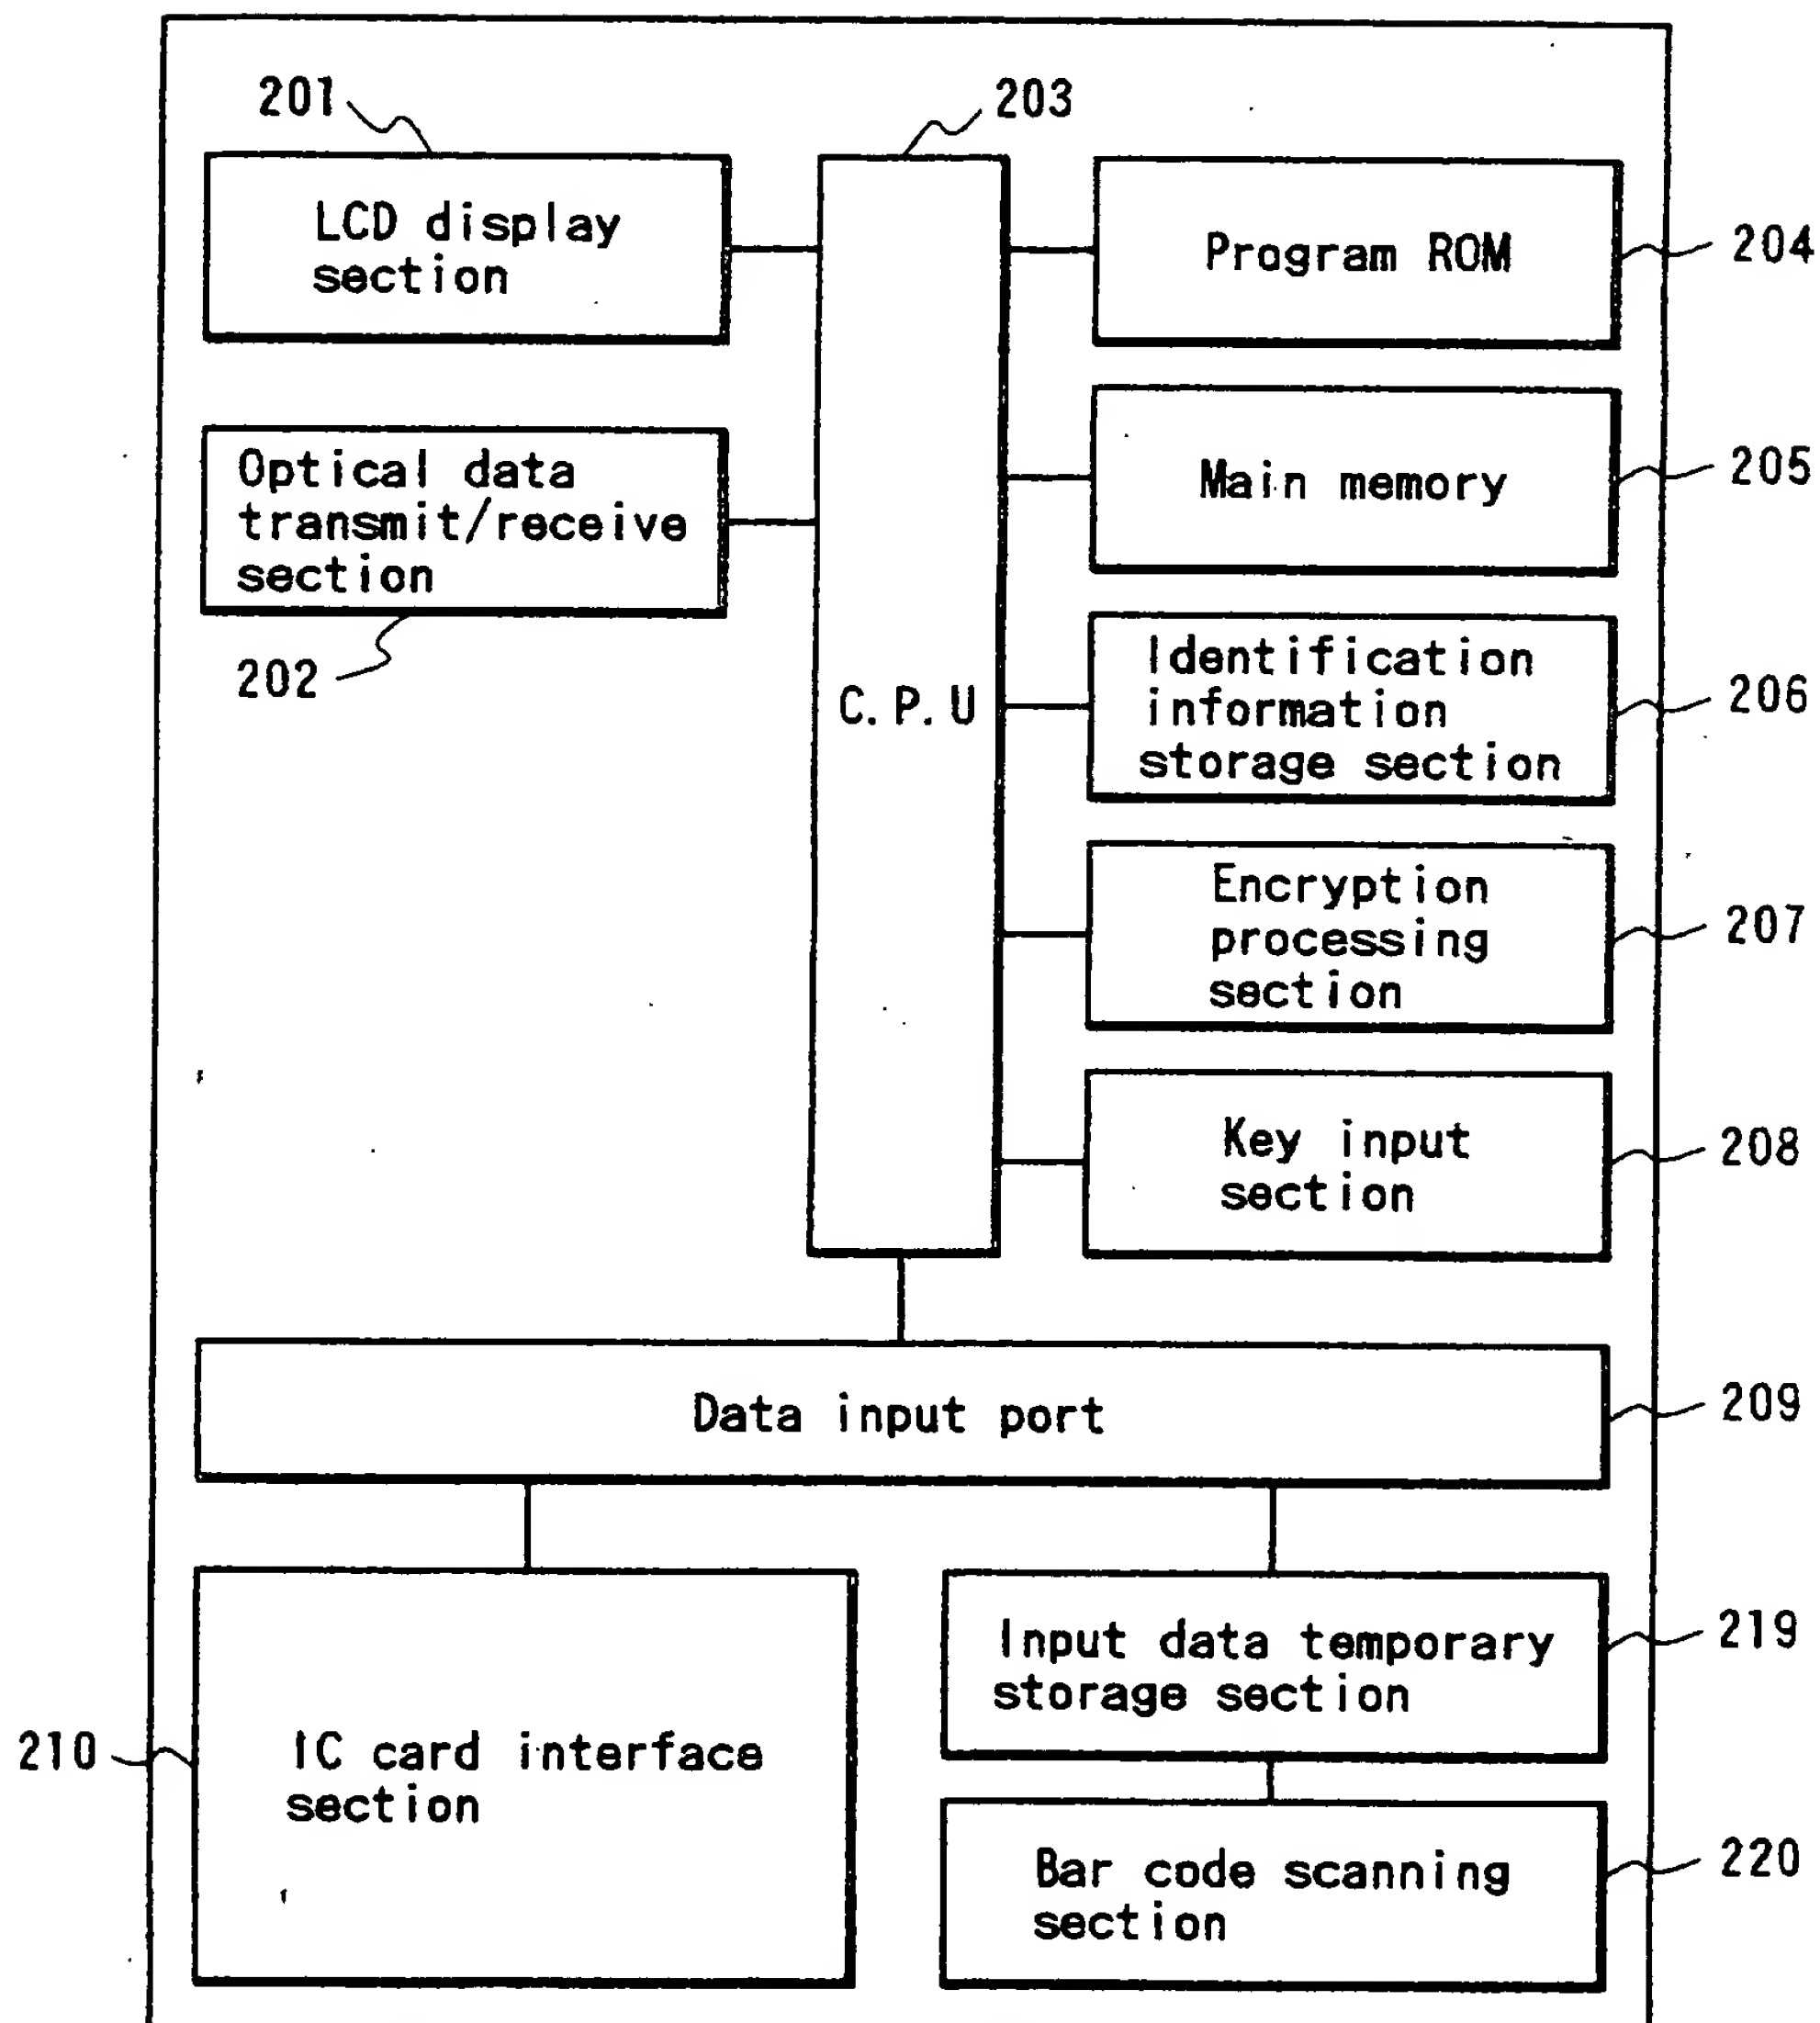 201
203
LCD display
section
Program ROM
204
Optical data
transmit/receive
section
202
Main memory
205
C.P.U
Identification
information
storage section
206
Encryption
processing
section
207
Key input
section
208
Data input port
209
210
IC card interface
section
Input data temporary
storage section
219
Bar code scanning
section
220